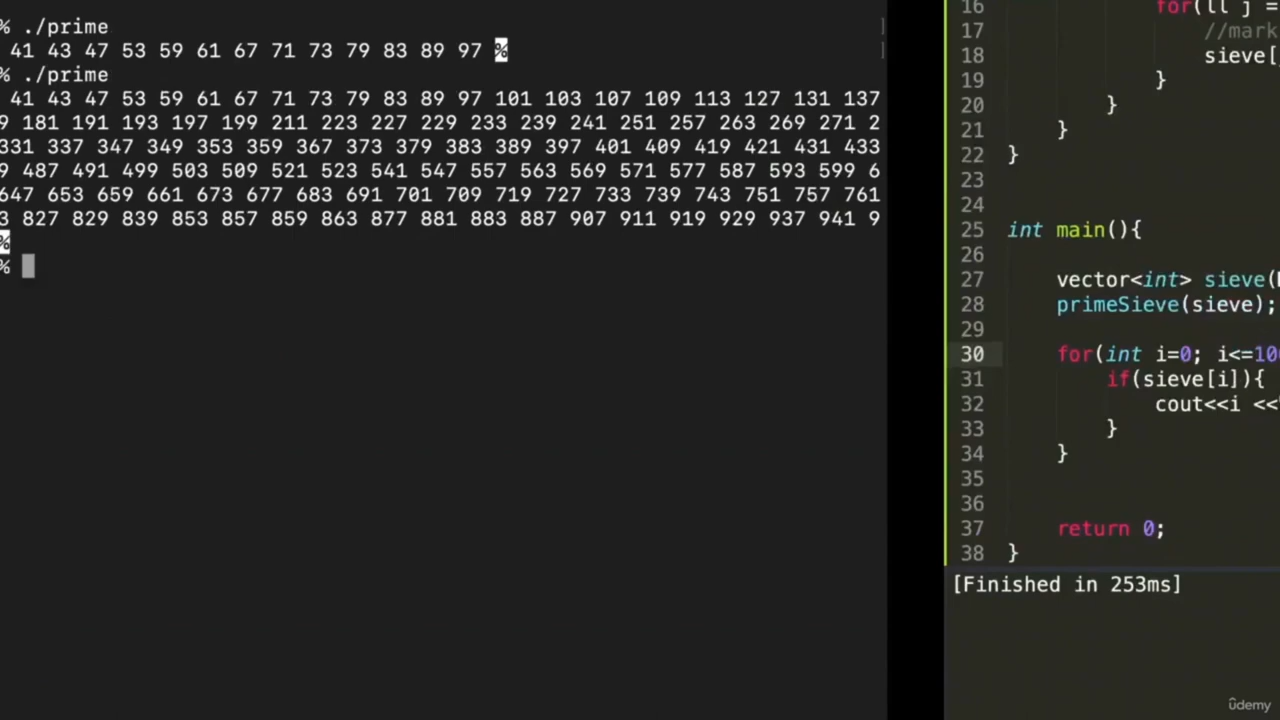 % ./prime
41 43 47 53 59 61 67 71 73 79 83 89 97 %
% ./prime
41 43 47 53 59 61 67 71 73 79 83 89 97 101 103 107 109 113 127 131 137
9 181 191 193 197 199 211 223 227 229 233 239 241 251 257 263 269 271 2
331 337 347 349 353 359 367 373 379 383 389 397 401 409 419 421 431 433
9 487 491 499 503 509 521 523 541 547 557 563 569 571 577 587 593 599 6
647 653 659 661 673 677 683 691 701 709 719 727 733 739 743 751 757 761
3 827 829 839 853 857 859 863 877 881 883 887 907 911 919 929 937 941 9
%
%
16 for(ll j =
17 //mark
18 sieve[
19 }
20 }
21 }
22 }
23
24
25 int main(){
26
27 vector<int> sieve(
28 primeSieve(sieve);
29
30 for(int i=0; i<=10
31 if(sieve[i]){
32 cout<<i <<"
33 }
34 }
35
36
37 return 0;
38 }
[Finished in 253ms]
ûdemy